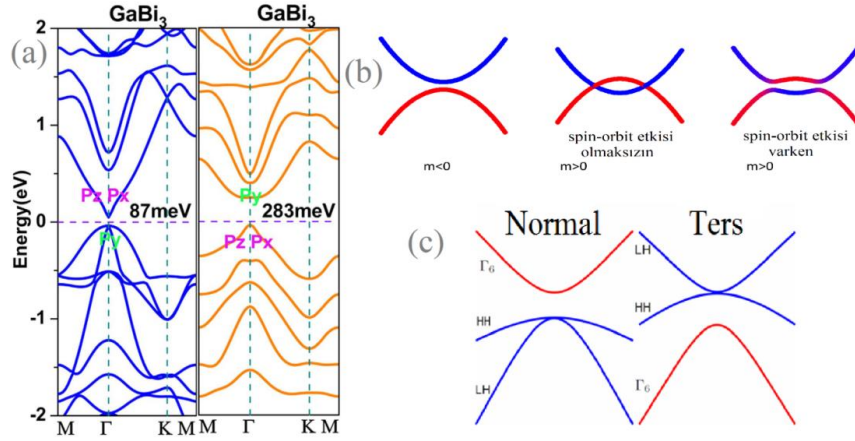 (a)
GaBi3
GaBi3
Energy(eV)
2
1
0
-1
-2
Pz Px
87meV
Py
Py
283meV
Pz Px
M Γ K M
M Γ K M
(b)
m<0
spin-orbit etkisi
olmaksızın
m>0
spin-orbit etkisi
varken
m>0
(c)
Normal
Γ6
HH
LH
Ters
LH
HH
Γ6